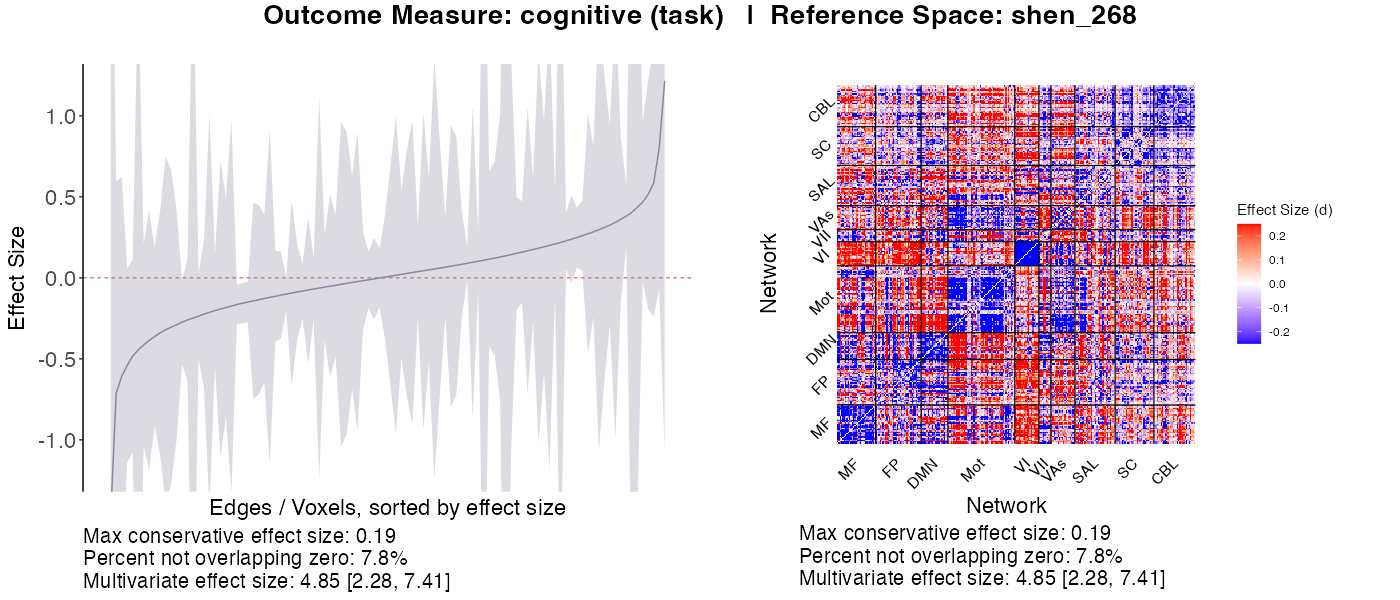 Outcome Measure: cognitive (task) | Reference Space: shen_268
Effect Size
1.0
0.5
0.0
-0.5
-1.0
Edges / Voxels, sorted by effect size
Max conservative effect size: 0.19
Percent not overlapping zero: 7.8%
Multivariate effect size: 4.85 [2.28, 7.41]
Network
CBL
SC
SAL
VAs
VII
VI
Mot
DMN
FP
MF
MF FP DMN Mot VI VII VAs SAL SC CBL
Network
Max conservative effect size: 0.19
Percent not overlapping zero: 7.8%
Multivariate effect size: 4.85 [2.28, 7.41]
Effect Size (d)
0.2
0.1
0.0
-0.1
-0.2